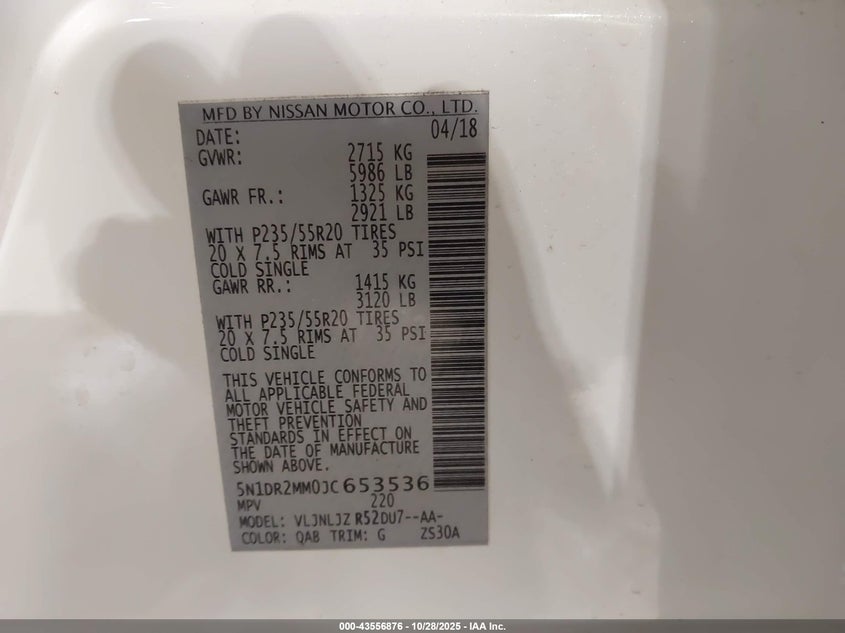 MFD BY NISSAN MOTOR CO., LTD.
DATE: 04/18
GVWR: 2715 KG
5986 LB
GAWR FR.: 1325 KG
2921 LB
WITH P235/55R20 TIRES
20 X 7.5 RIMS AT 35 PSI
COLD SINGLE
GAWR RR.: 1415 KG
3120 LB
WITH P235/55R20 TIRES
20 X 7.5 RIMS AT 35 PSI
COLD SINGLE
THIS VEHICLE CONFORMS TO
ALL APPLICABLE FEDERAL
MOTOR VEHICLE SAFETY AND
THEFT PREVENTION
STANDARDS IN EFFECT ON
THE DATE OF MANUFACTURE
SHOWN ABOVE.
5N1DR2MM0JC653536
MPV 220
MODEL: VLJNLJZ R52DU7--AA-
COLOR: QAB TRIM: G ZS30A
000-43556876 • 10/28/2025 • IAA Inc.